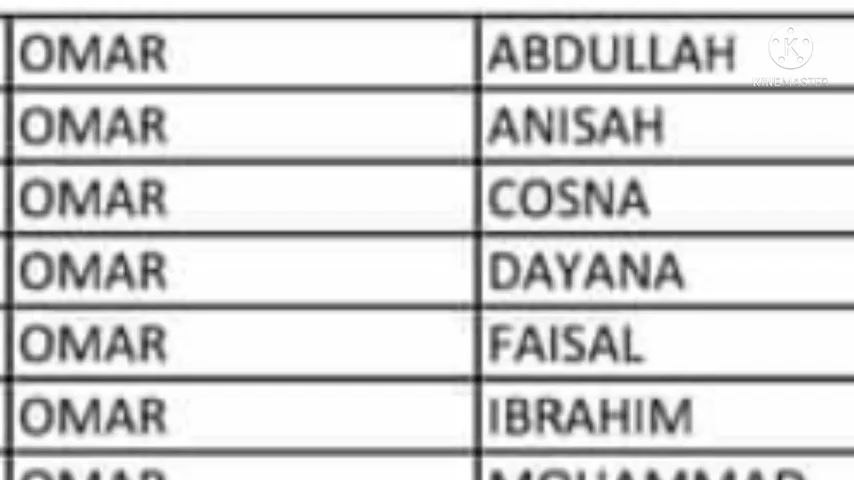 OMAR ABDULLAH
KINEMASTER
OMAR ANISAH
OMAR COSNA
OMAR DAYANA
OMAR FAISAL
OMAR IBRAHIM
OMAR MOHAMMAD